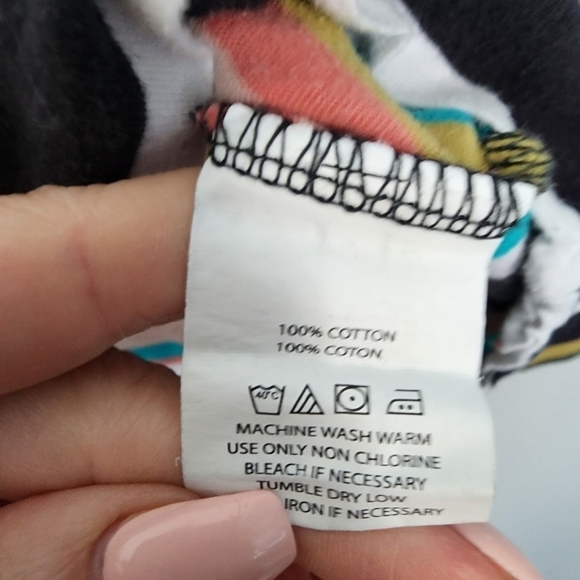 100% COTTON
100% COTON
40°C
MACHINE WASH WARM
USE ONLY NON CHLORINE
BLEACH IF NECESSARY
TUMBLE DRY LOW
IRON IF NECESSARY